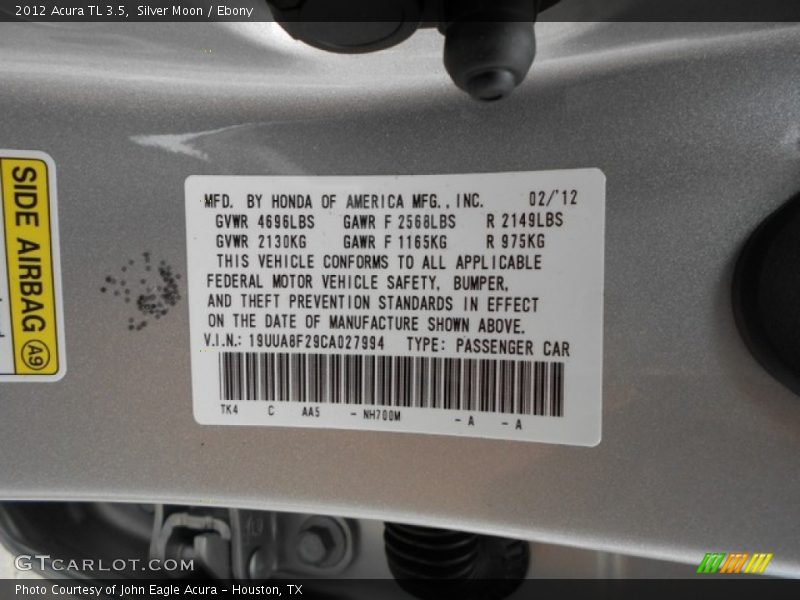 2012 Acura TL 3.5, Silver Moon / Ebony
SIDE AIRBAG A9
MFD. BY HONDA OF AMERICA MFG., INC. 02/'12
GVWR 4696LBS GAWR F 2568LBS R 2149LBS
GVWR 2130KG GAWR F 1165KG R 975KG
THIS VEHICLE CONFORMS TO ALL APPLICABLE
FEDERAL MOTOR VEHICLE SAFETY, BUMPER,
AND THEFT PREVENTION STANDARDS IN EFFECT
ON THE DATE OF MANUFACTURE SHOWN ABOVE.
V.I.N.: 19UUA8F29CA027994 TYPE: PASSENGER CAR
TK4 C AA5 - NH700M - A - A
GTcarlot.com
Photo Courtesy of John Eagle Acura - Houston, TX